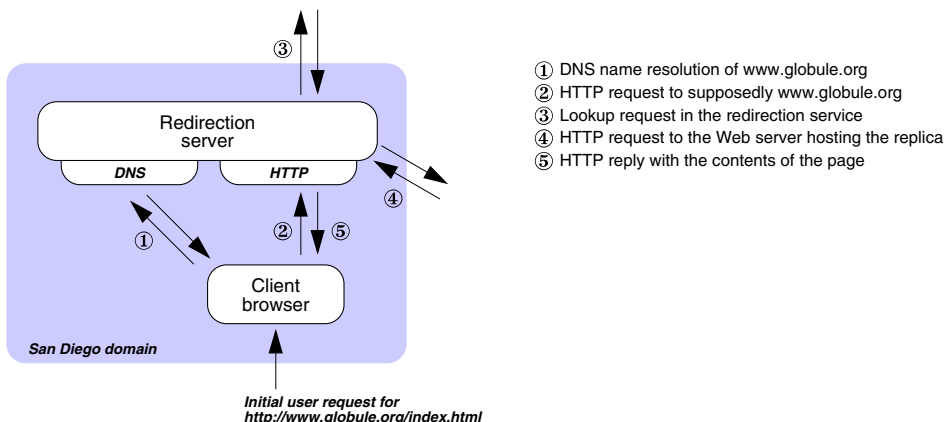 ③
① DNS name resolution of www.globule.org
② HTTP request to supposedly www.globule.org
③ Lookup request in the redirection service
④ HTTP request to the Web server hosting the replica
⑤ HTTP reply with the contents of the page
Redirection
server
DNS
HTTP
④
①
②
⑤
Client
browser
San Diego domain
Initial user request for
http://www.globule.org/index.html